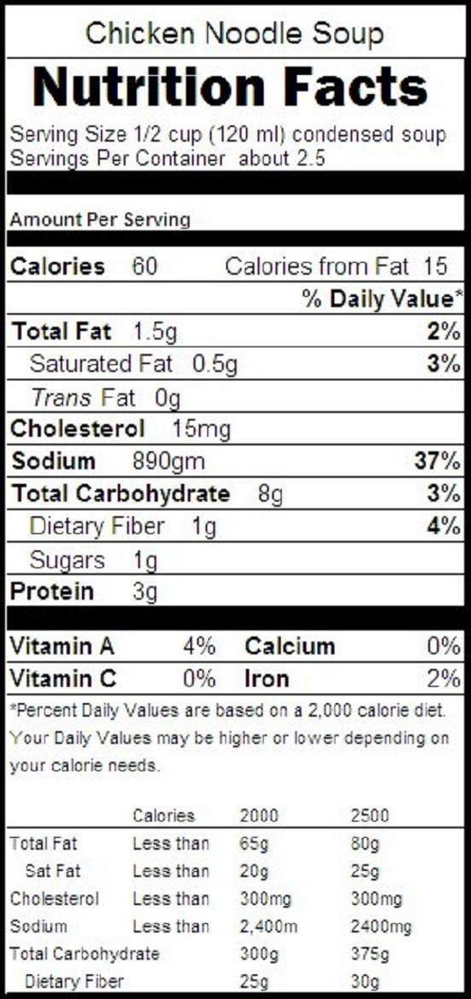 Chicken Noodle Soup
Nutrition Facts
Serving Size 1/2 cup (120 ml) condensed soup
Servings Per Container about 2.5
Amount Per Serving
Calories 60 Calories from Fat 15
% Daily Value*
Total Fat 1.5g 2%
Saturated Fat 0.5g 3%
Trans Fat 0g
Cholesterol 15mg
Sodium 890gm 37%
Total Carbohydrate 8g 3%
Dietary Fiber 1g 4%
Sugars 1g
Protein 3g
Vitamin A 4% Calcium 0%
Vitamin C 0% Iron 2%
*Percent Daily Values are based on a 2,000 calorie diet.
Your Daily Values may be higher or lower depending on
your calorie needs.
Calories 2000 2500
Total Fat Less than 65g 80g
Sat Fat Less than 20g 25g
Cholesterol Less than 300mg 300mg
Sodium Less than 2,400m 2400mg
Total Carbohydrate 300g 375g
Dietary Fiber 25g 30g